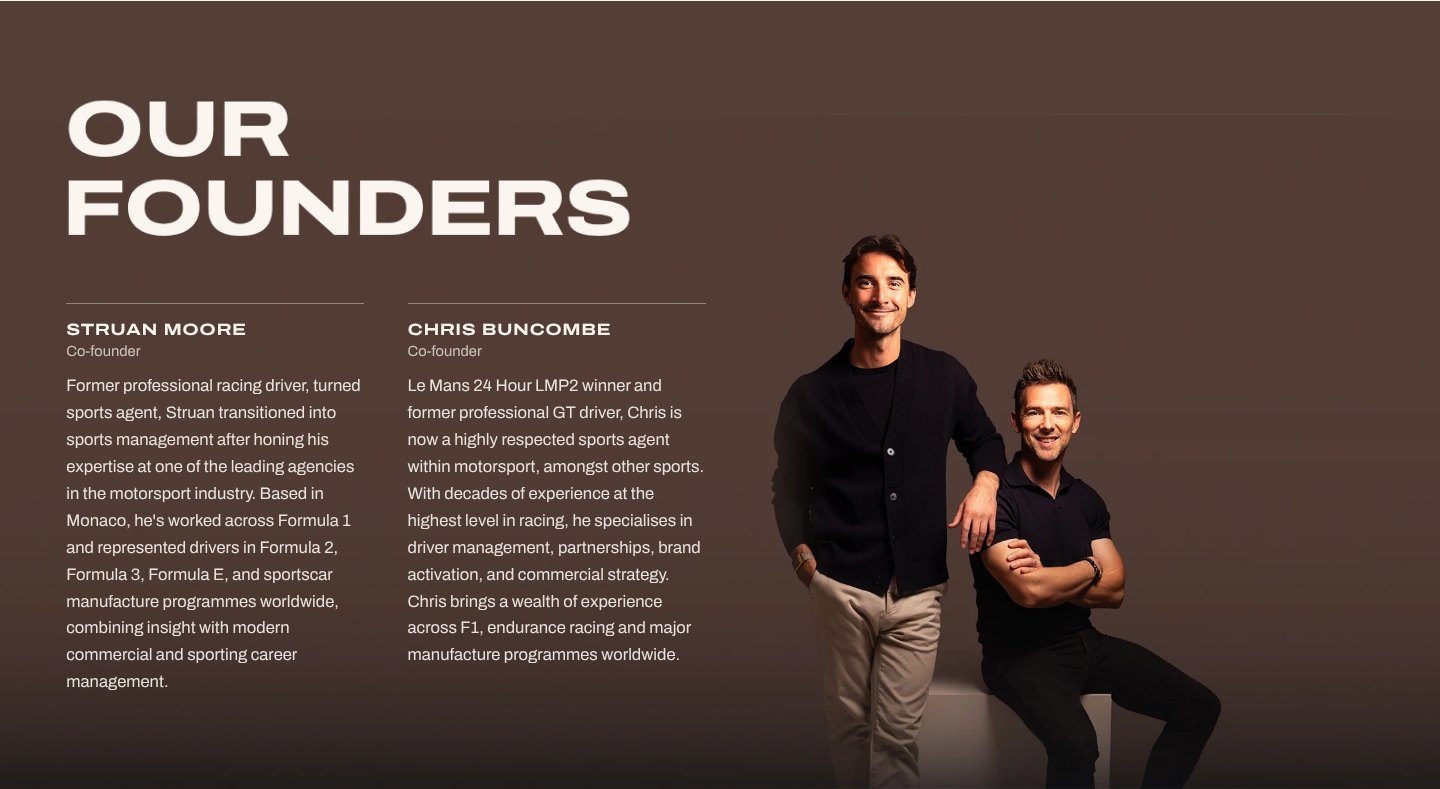 OUR
FOUNDERS
STRUAN MOORE
Co-founder
Former professional racing driver, turned
sports agent, Struan transitioned into
sports management after honing his
expertise at one of the leading agencies
in the motorsport industry. Based in
Monaco, he's worked across Formula 1
and represented drivers in Formula 2,
Formula 3, Formula E, and sportscar
manufacture programmes worldwide,
combining insight with modern
commercial and sporting career
management.
CHRIS BUNCOMBE
Co-founder
Le Mans 24 Hour LMP2 winner and
former professional GT driver, Chris is
now a highly respected sports agent
within motorsport, amongst other sports.
With decades of experience at the
highest level in racing, he specialises in
driver management, partnerships, brand
activation, and commercial strategy.
Chris brings a wealth of experience
across F1, endurance racing and major
manufacture programmes worldwide.